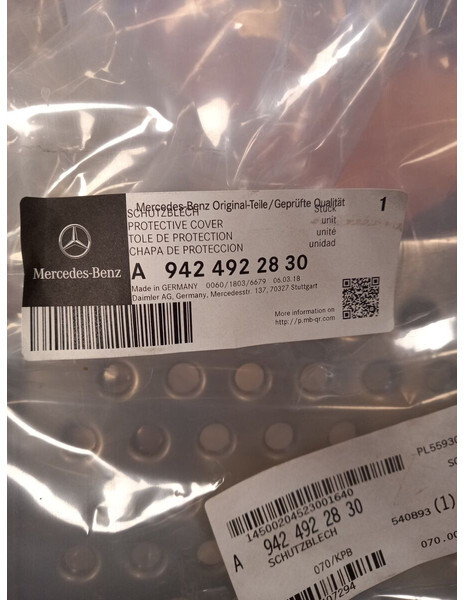 Mercedes-Benz Original-Teile/Geprüfte Qualität 1
SCHUTZBLECH Stück
PROTECTIVE COVER unit
TOLE DE PROTECTION unité
CHAPA DE PROTECCION unidad
Mercedes-Benz
A 942 492 28 30
Made in GERMANY 0060/1803/6679 06.03.18
Daimler AG, Germany, Mercedesstr. 137, 70327 Stuttgart
More information on
http://p.mb-qr.com
14500204523001640
A 942 492 28 30
SCHUTZBLECH
070/KPB
540893 (1)
070.00
07294